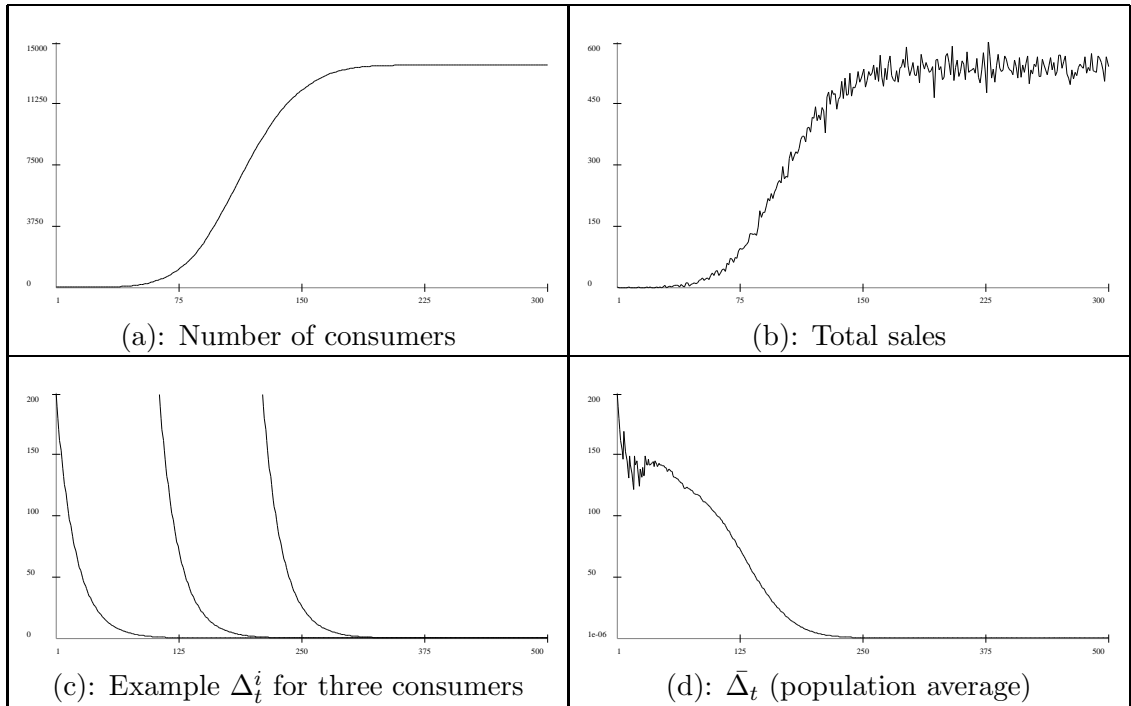 15000
11250
7500
3750
0
1 75 150 225 300
(a): Number of consumers
600
450
300
150
0
1 75 150 225 300
(b): Total sales
200
150
100
50
0
1 125 250 375 500
(c): Example Δ^i_t for three consumers
200
150
100
50
1e-06
1 125 250 375 500
(d): Δ̄_t (population average)